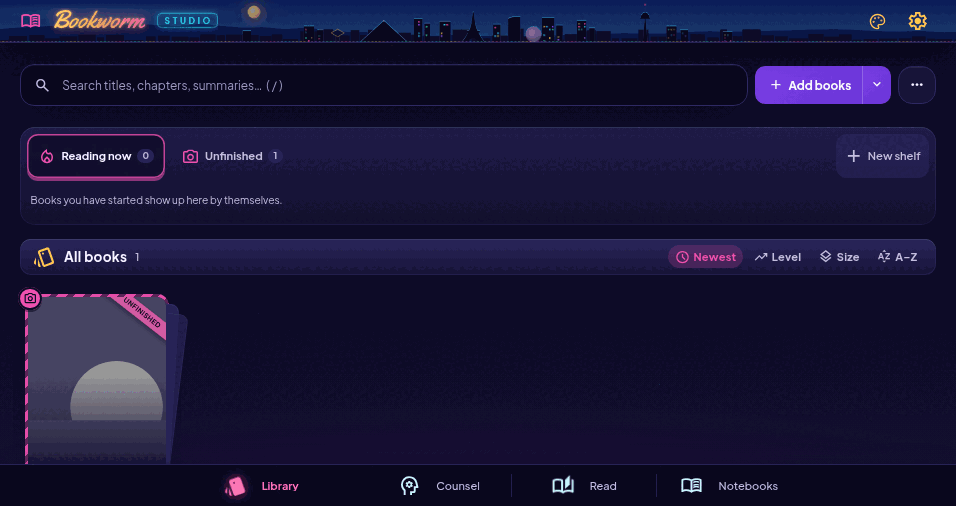 Bookworm STUDIO
Search titles, chapters, summaries... ( / )
Add books
Reading now 0
Unfinished 1
New shelf
Books you have started show up here by themselves.
All books 1
Newest
Level
Size
A–Z
UNFINISHED
Library
Counsel
Read
Notebooks